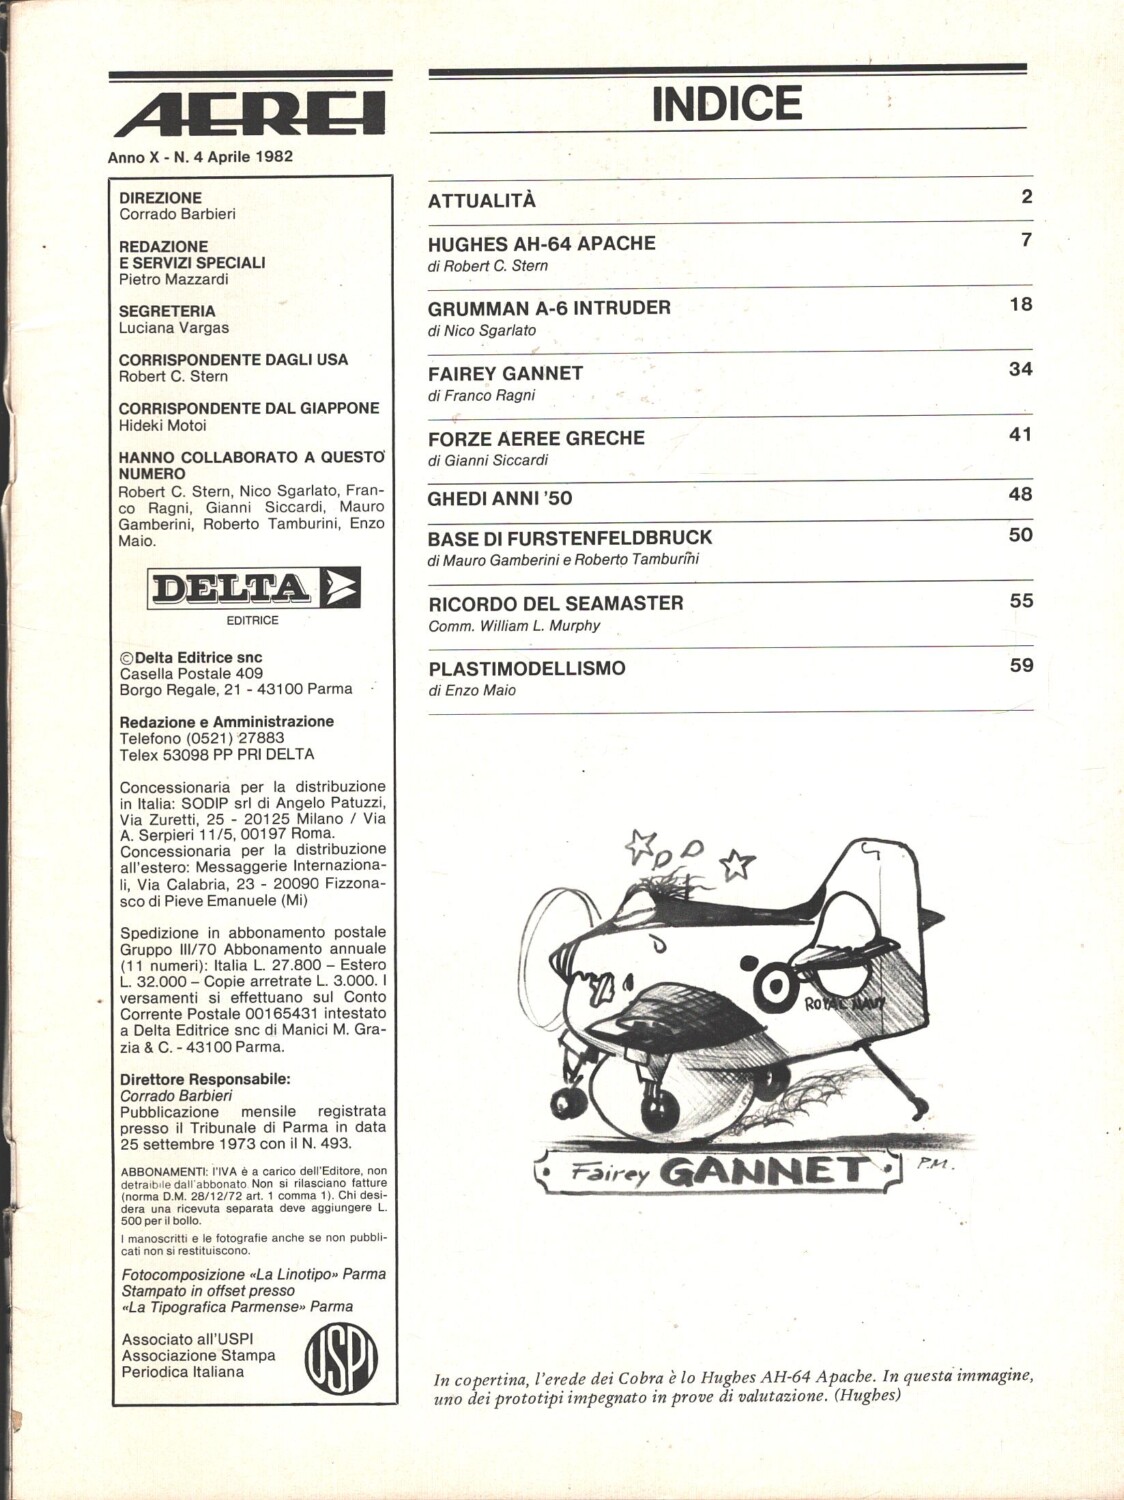 AEREI
Anno X - N. 4 Aprile 1982
DIREZIONE
Corrado Barbieri
REDAZIONE
E SERVIZI SPECIALI
Pietro Mazzardi
SEGRETERIA
Luciana Vargas
CORRISPONDENTE DAGLI USA
Robert C. Stern
CORRISPONDENTE DAL GIAPPONE
Hideki Motoi
HANNO COLLABORATO A QUESTO
NUMERO
Robert C. Stern, Nico Sgarlato, Fran-
co Ragni, Gianni Siccardi, Mauro
Gamberini, Roberto Tamburini, Enzo
Maio.
DELTA
EDITRICE
©Delta Editrice snc
Casella Postale 409
Borgo Regale, 21 - 43100 Parma
Redazione e Amministrazione
Telefono (0521) 27883
Telex 53098 PP PRI DELTA
Concessionaria per la distribuzione
in Italia: SODIP srl di Angelo Patuzzi,
Via Zuretti, 25 - 20125 Milano / Via
A. Serpieri 11/5, 00197 Roma.
Concessionaria per la distribuzione
all'estero: Messaggerie Internaziona-
li, Via Calabria, 23 - 20090 Fizzona-
sco di Pieve Emanuele (Mi)
Spedizione in abbonamento postale
Gruppo III/70 Abbonamento annuale
(11 numeri): Italia L. 27.800 – Estero
L. 32.000 – Copie arretrate L. 3.000. I
versamenti si effettuano sul Conto
Corrente Postale 00165431 intestato
a Delta Editrice snc di Manici M. Gra-
zia & C. - 43100 Parma.
Direttore Responsabile:
Corrado Barbieri
Pubblicazione mensile registrata
presso il Tribunale di Parma in data
25 settembre 1973 con il N. 493.
ABBONAMENTI: l'IVA è a carico dell'Editore, non
detraibile dall'abbonato. Non si rilasciano fatture
(norma D.M. 28/12/72 art. 1 comma 1). Chi desi-
dera una ricevuta separata deve aggiungere L.
500 per il bollo.
I manoscritti e le fotografie anche se non pubbli-
cati non si restituiscono.
Fotocomposizione «La Linotipo» Parma
Stampato in offset presso
«La Tipografica Parmense» Parma
Associato all'USPI
Associazione Stampa
Periodica Italiana
USPI
INDICE
ATTUALITÀ 2
HUGHES AH-64 APACHE 7
di Robert C. Stern
GRUMMAN A-6 INTRUDER 18
di Nico Sgarlato
FAIREY GANNET 34
di Franco Ragni
FORZE AEREE GRECHE 41
di Gianni Siccardi
GHEDI ANNI '50 48
BASE DI FURSTENFELDBRUCK 50
di Mauro Gamberini e Roberto Tamburini
RICORDO DEL SEAMASTER 55
Comm. William L. Murphy
PLASTIMODELLISMO 59
di Enzo Maio
ROYAL NAVY
Fairey GANNET
P.M.
In copertina, l'erede dei Cobra è lo Hughes AH-64 Apache. In questa immagine,
uno dei prototipi impegnato in prove di valutazione. (Hughes)